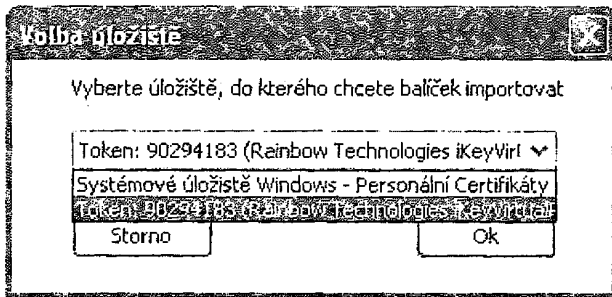 Volba úložiště
Vyberte úložiště, do kterého chcete balíček importovat
Token: 90294183 (Rainbow Technologies iKeyVirt
Systémové úložiště Windows - Personální Certifikáty
Token: 90294183 (Rainbow Technologies iKeyVirtual
Storno Ok